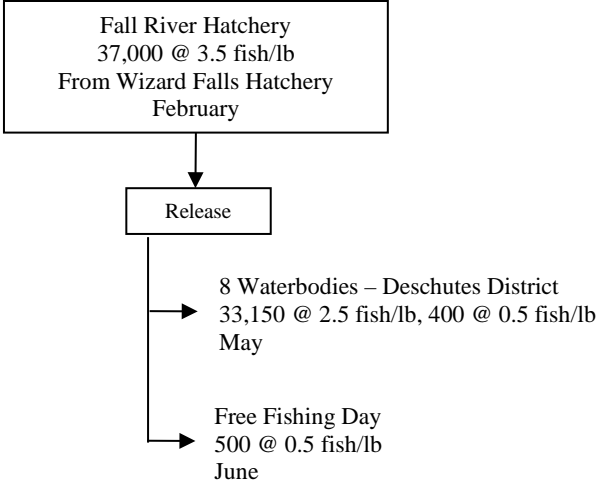 Fall River Hatchery
37,000 @ 3.5 fish/lb
From Wizard Falls Hatchery
February
Release
8 Waterbodies – Deschutes District
33,150 @ 2.5 fish/lb, 400 @ 0.5 fish/lb
May
Free Fishing Day
500 @ 0.5 fish/lb
June